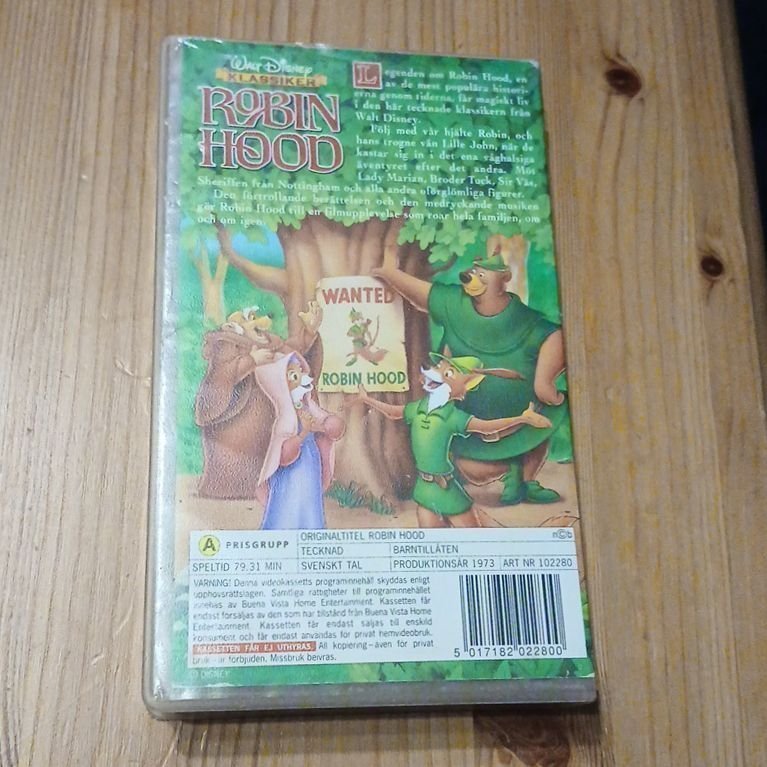 Walt Disney
KLASSIKER
ROBIN
HOOD
Legenden om Robin Hood, en
av de mest populära histori-
erna genom tiderna, får magiskt liv
i den här tecknade klassikern från
Walt Disney.
Följ med vår hjälte Robin, och
hans trogne vän Lille John, när de
kastar sig in i det ena våghalsiga
äventyret efter det andra. Möt
Lady Marian, Broder Tuck, Sir Väs,
Sheriffen från Nottingham och alla andra oförglömliga figurer.
Den förtrollande berättelsen och den medryckande musiken
gör Robin Hood till en filmupplevelse som roar hela familjen, om
och om igen.
WANTED
ROBIN HOOD
A PRISGRUPP
ORIGINALTITEL ROBIN HOOD
n©b
TECKNAD BARNTILLÅTEN
SPELTID 79.31 MIN SVENSKT TAL PRODUKTIONSÅR 1973 ART NR 102280
VARNING! Denna videokassetts programinnehåll skyddas enligt
upphovsrättslagen. Samtliga rättigheter till programinnehållet
innehas av Buena Vista Home Entertainment. Kassetten får
endast försäljas av den som har tillstånd från Buena Vista Home
Entertainment. Kassetten får endast säljas till enskild
konsument och får endast användas för privat hemvideobruk.
KASSETTEN FÅR EJ UTHYRAS. All kopiering – även för privat
bruk – är förbjuden. Missbruk beivras.
5 017182 022800
© DISNEY